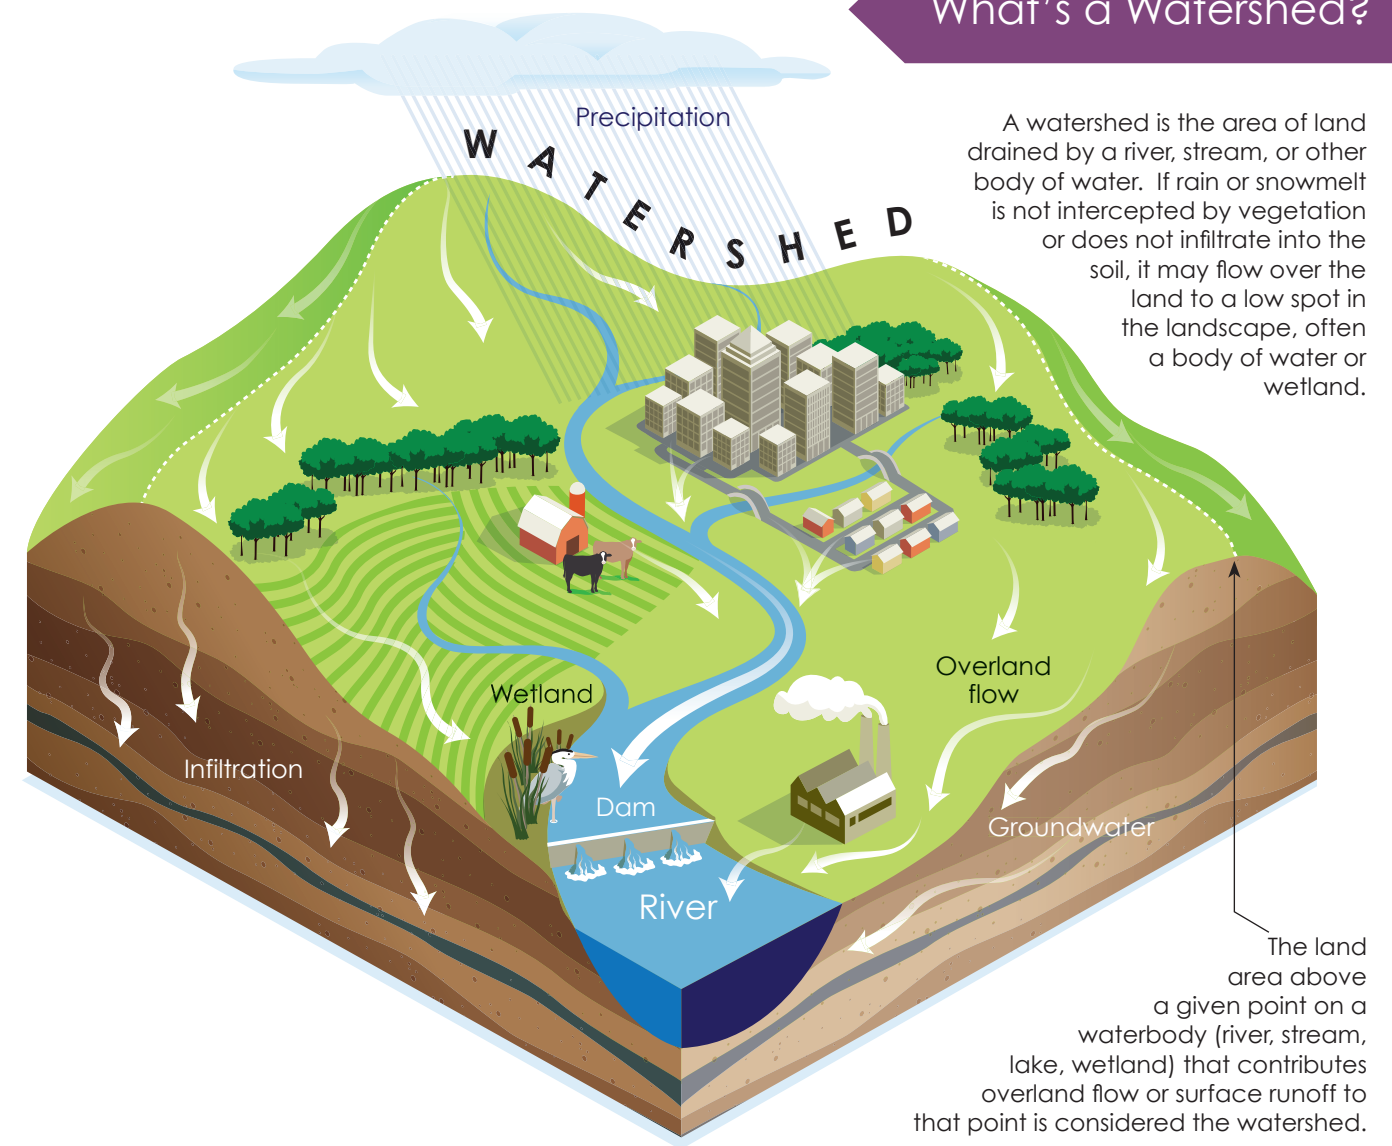 What's a Watershed?
Precipitation
WATERSHED
A watershed is the area of land
drained by a river, stream, or other
body of water. If rain or snowmelt
is not intercepted by vegetation
or does not infiltrate into the
soil, it may flow over the
land to a low spot in
the landscape, often
a body of water or
wetland.
Overland
flow
Wetland
Infiltration
Dam
Groundwater
River
The land
area above
a given point on a
waterbody (river, stream,
lake, wetland) that contributes
overland flow or surface runoff to
that point is considered the watershed.